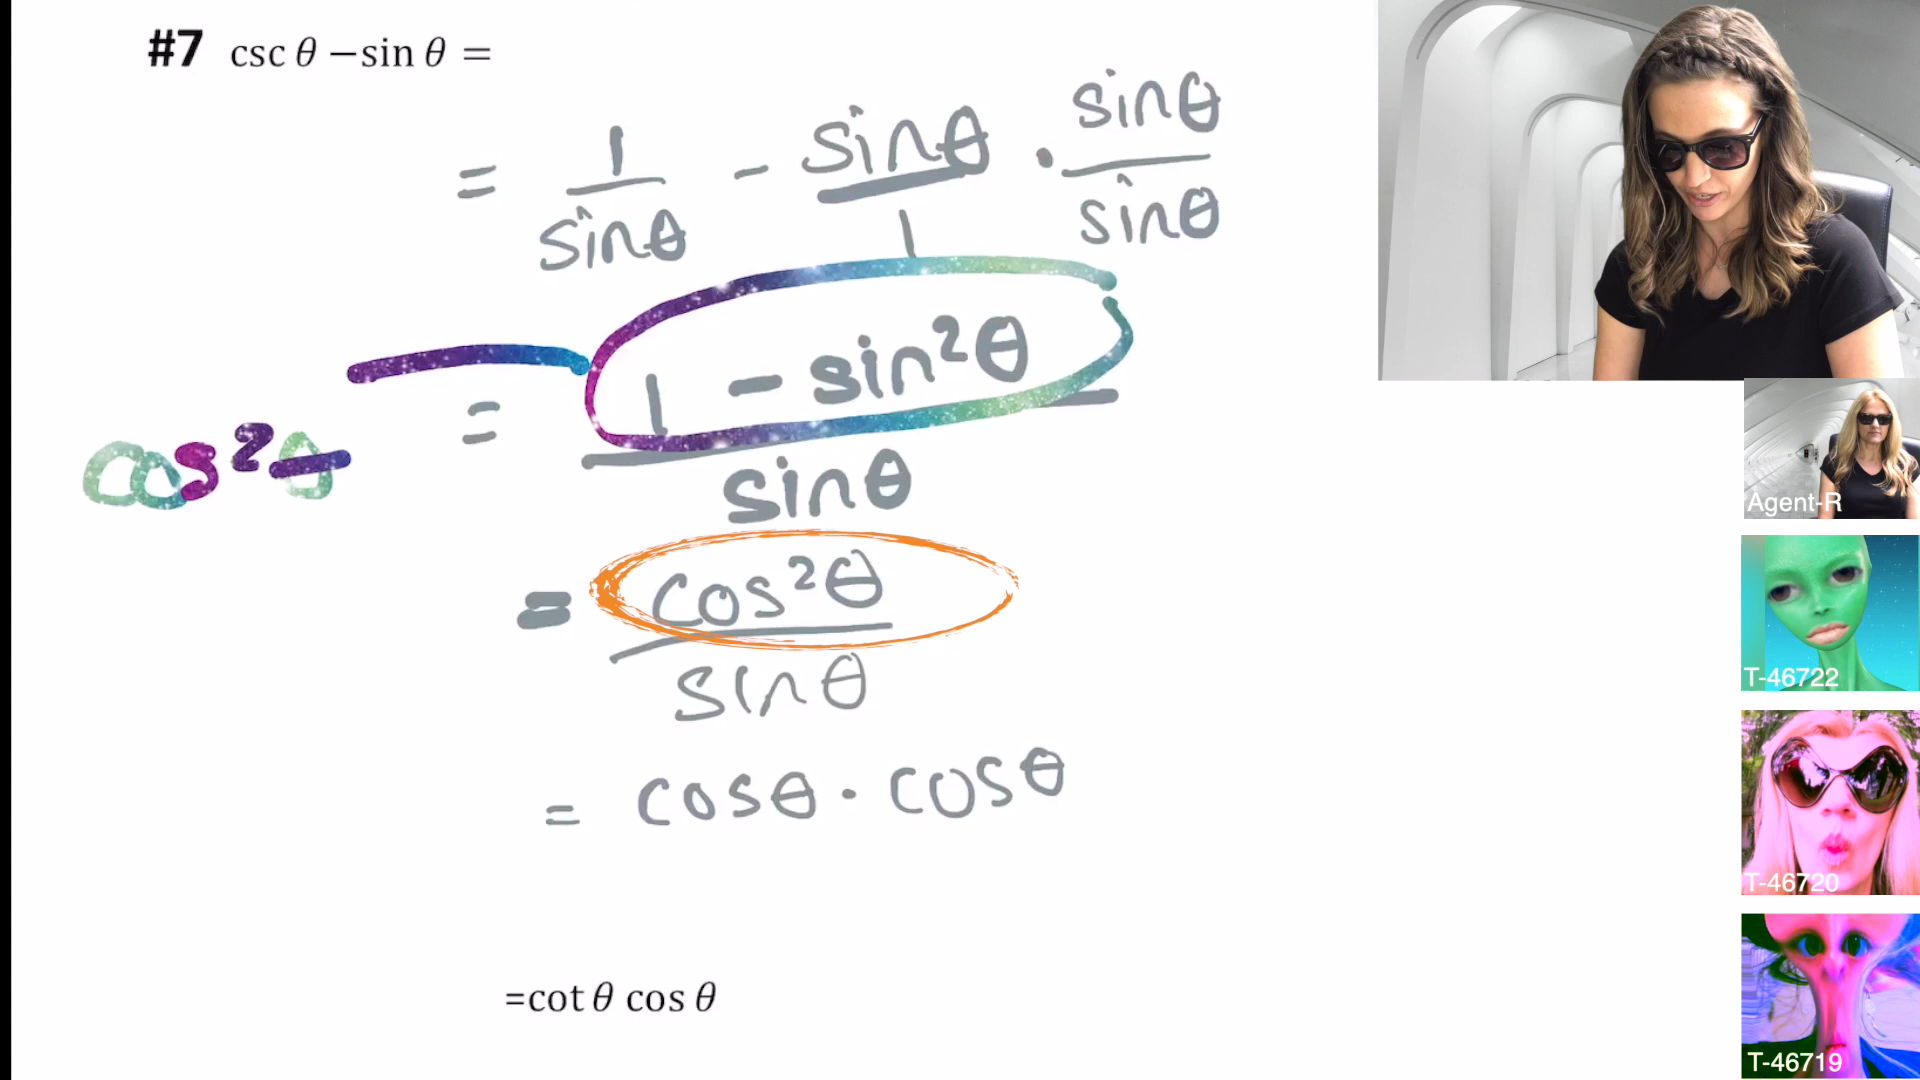 #7 csc θ −sin θ =
= 1/sinθ - sinθ/1 · sinθ/sinθ
= 1 - sin²θ/sinθ
cos²θ
= cos²θ/sinθ
= cosθ · cosθ
=cot θ cos θ
Agent-R
T-46722
T-46720
T-46719